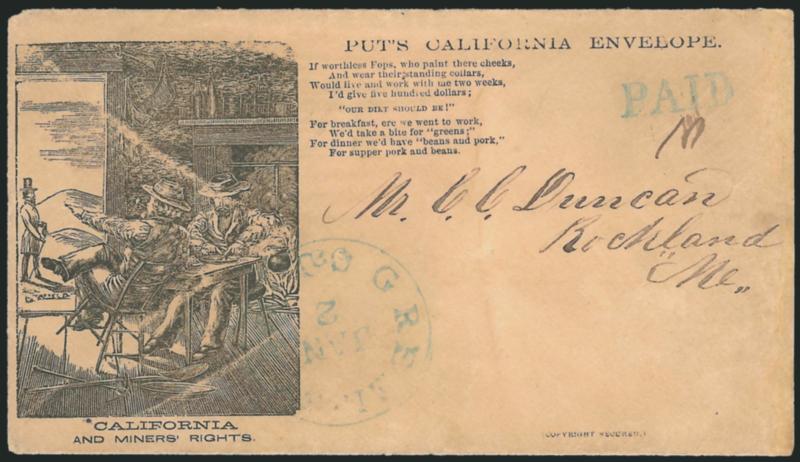 PUT'S CALIFORNIA ENVELOPE.
If worthless Fops, who paint there cheeks,
And wear their standing collars,
Would live and work with me two weeks,
I'd give five hundred dollars;
"OUR DIET SHOULD BE!"
For breakfast, ere we went to work,
We'd take a bite for "greens;"
For dinner we'd have "beans and pork,"
For supper pork and beans.
PAID
Mr. C. C. Duncan
Rockland
"Me"
2
JAN
CALIFORNIA
AND MINERS' RIGHTS.
(COPYRIGHT SECURED.)